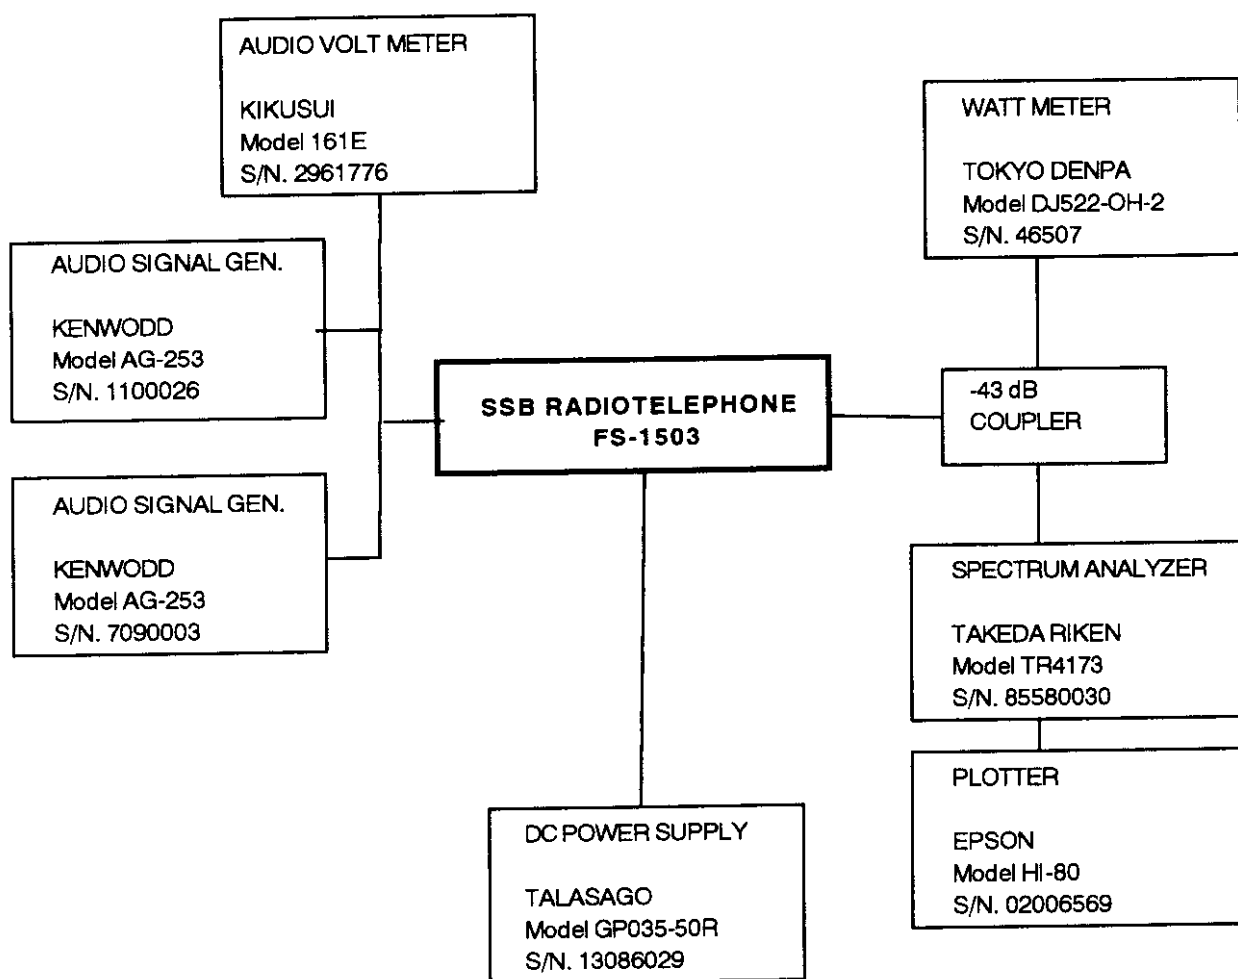 AUDIO VOLT METER
KIKUSUI
Model 161E
S/N. 2961776
WATT METER
TOKYO DENPA
Model DJ522-OH-2
S/N. 46507
AUDIO SIGNAL GEN.
KENWODD
Model AG-253
S/N. 1100026
SSB RADIOTELEPHONE
FS-1503
-43 dB
COUPLER
AUDIO SIGNAL GEN.
KENWODD
Model AG-253
S/N. 7090003
SPECTRUM ANALYZER
TAKEDA RIKEN
Model TR4173
S/N. 85580030
PLOTTER
EPSON
Model HI-80
S/N. 02006569
DC POWER SUPPLY
TALASAGO
Model GP035-50R
S/N. 13086029